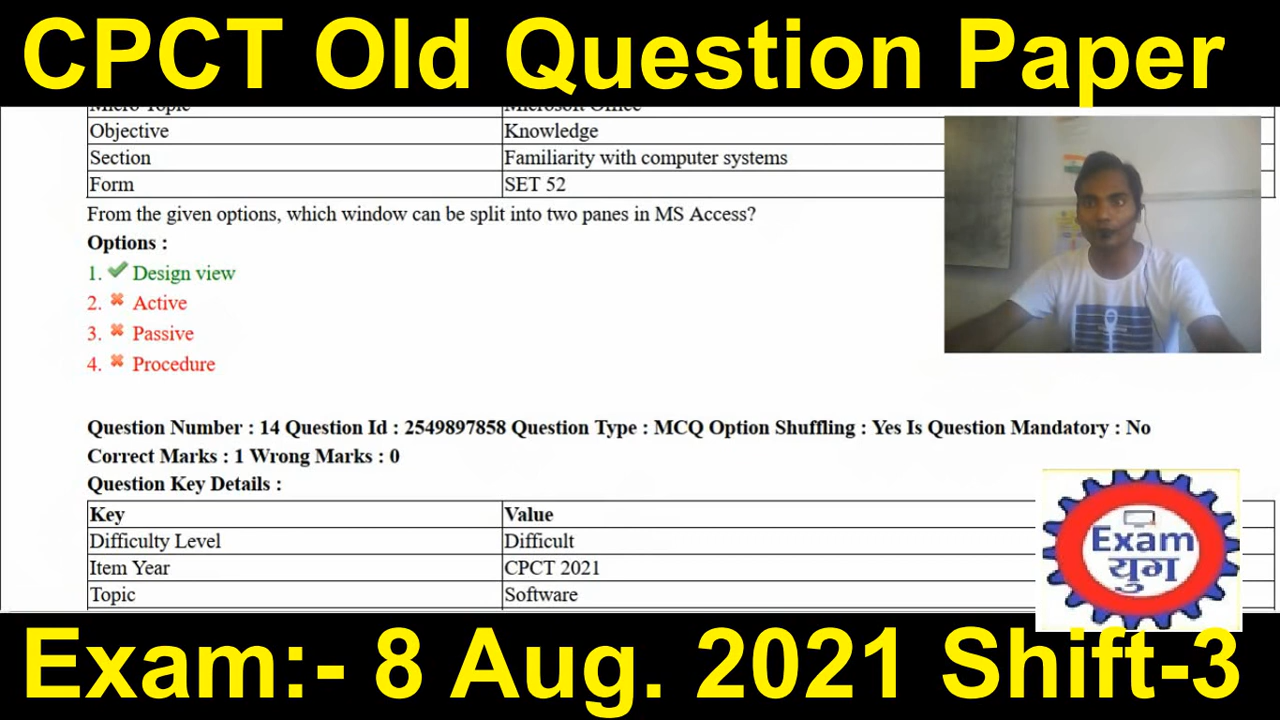 CPCT Old Question Paper
Micro Topic Microsoft Office
Objective Knowledge
Section Familiarity with computer systems
Form SET 52
From the given options, which window can be split into two panes in MS Access?
Options :
1. Design view
2. Active
3. Passive
4. Procedure
Question Number : 14 Question Id : 2549897858 Question Type : MCQ Option Shuffling : Yes Is Question Mandatory : No
Correct Marks : 1 Wrong Marks : 0
Question Key Details :
Key Value
Difficulty Level Difficult
Item Year CPCT 2021
Topic Software
Exam
युग
Exam:- 8 Aug. 2021 Shift-3